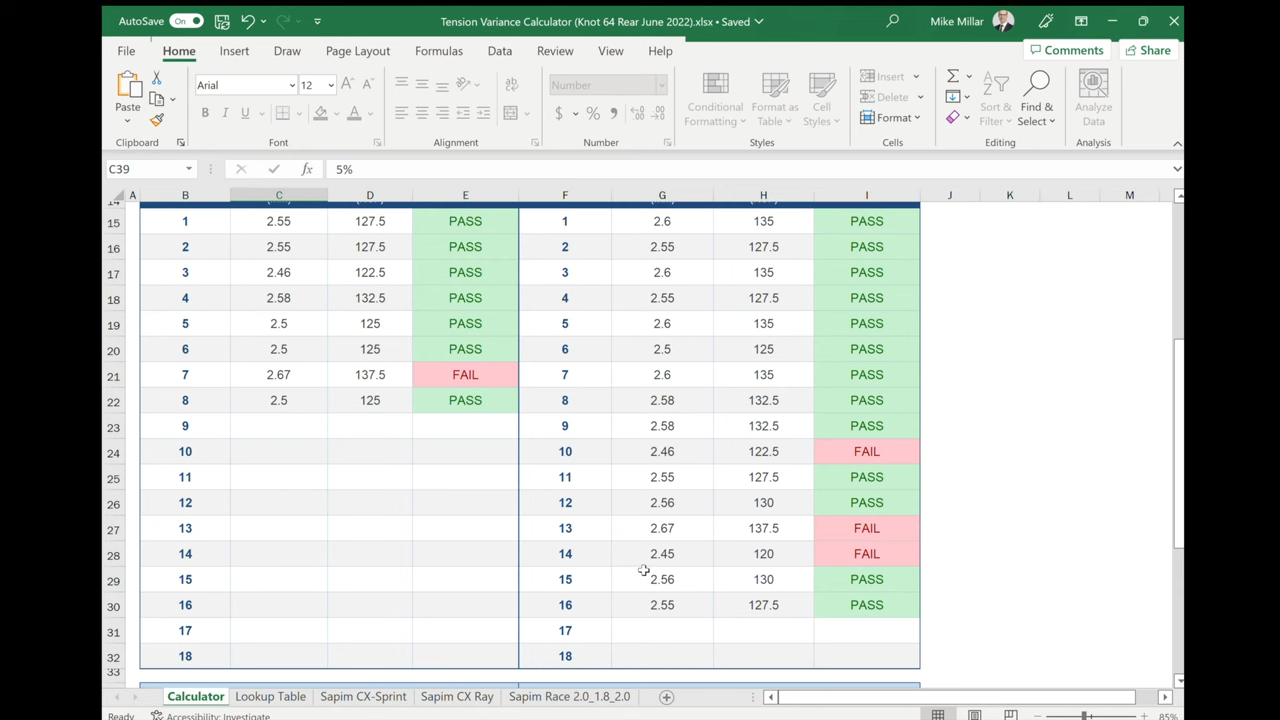 AutoSave On Tension Variance Calculator (Knot 64 Rear June 2022).xlsx • Saved Mike Millar
File Home Insert Draw Page Layout Formulas Data Review View Help Comments Share
Paste Arial 12 Number Conditional Formatting Format as Table Cell Styles Insert Delete Format Sort & Filter Find & Select Analyze Data
Clipboard Font Alignment Number Styles Cells Editing Analysis
C39 fx 5%
A B C D E F G H I J K L M
15 1 2.55 127.5 PASS 1 2.6 135 PASS
16 2 2.55 127.5 PASS 2 2.55 127.5 PASS
17 3 2.46 122.5 PASS 3 2.6 135 PASS
18 4 2.58 132.5 PASS 4 2.55 127.5 PASS
19 5 2.5 125 PASS 5 2.6 135 PASS
20 6 2.5 125 PASS 6 2.5 125 PASS
21 7 2.67 137.5 FAIL 7 2.6 135 PASS
22 8 2.5 125 PASS 8 2.58 132.5 PASS
23 9 9 2.58 132.5 PASS
24 10 10 2.46 122.5 FAIL
25 11 11 2.55 127.5 PASS
26 12 12 2.56 130 PASS
27 13 13 2.67 137.5 FAIL
28 14 14 2.45 120 FAIL
29 15 15 2.56 130 PASS
30 16 16 2.55 127.5 PASS
31 17 17
32 18 18
33
Calculator Lookup Table Sapim CX-Sprint Sapim CX Ray Sapim Race 2.0_1.8_2.0
Ready Accessibility: Investigate 85%